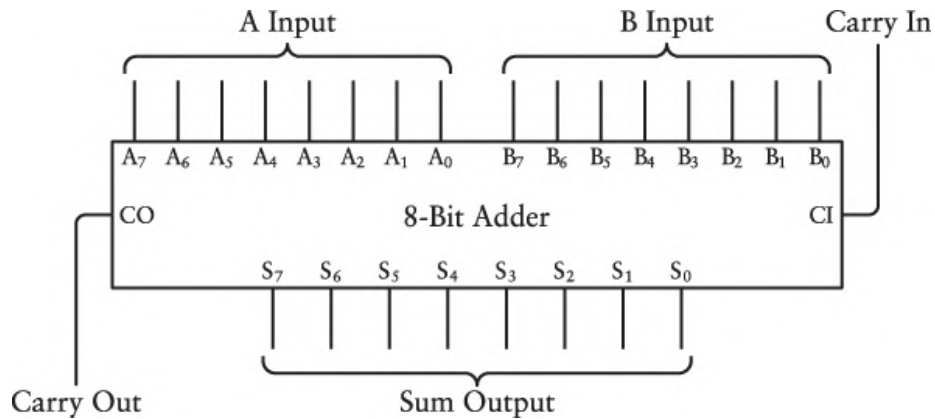 A Input B Input Carry In
A₇ A₆ A₅ A₄ A₃ A₂ A₁ A₀ B₇ B₆ B₅ B₄ B₃ B₂ B₁ B₀
CO 8-Bit Adder CI
S₇ S₆ S₅ S₄ S₃ S₂ S₁ S₀
Carry Out Sum Output